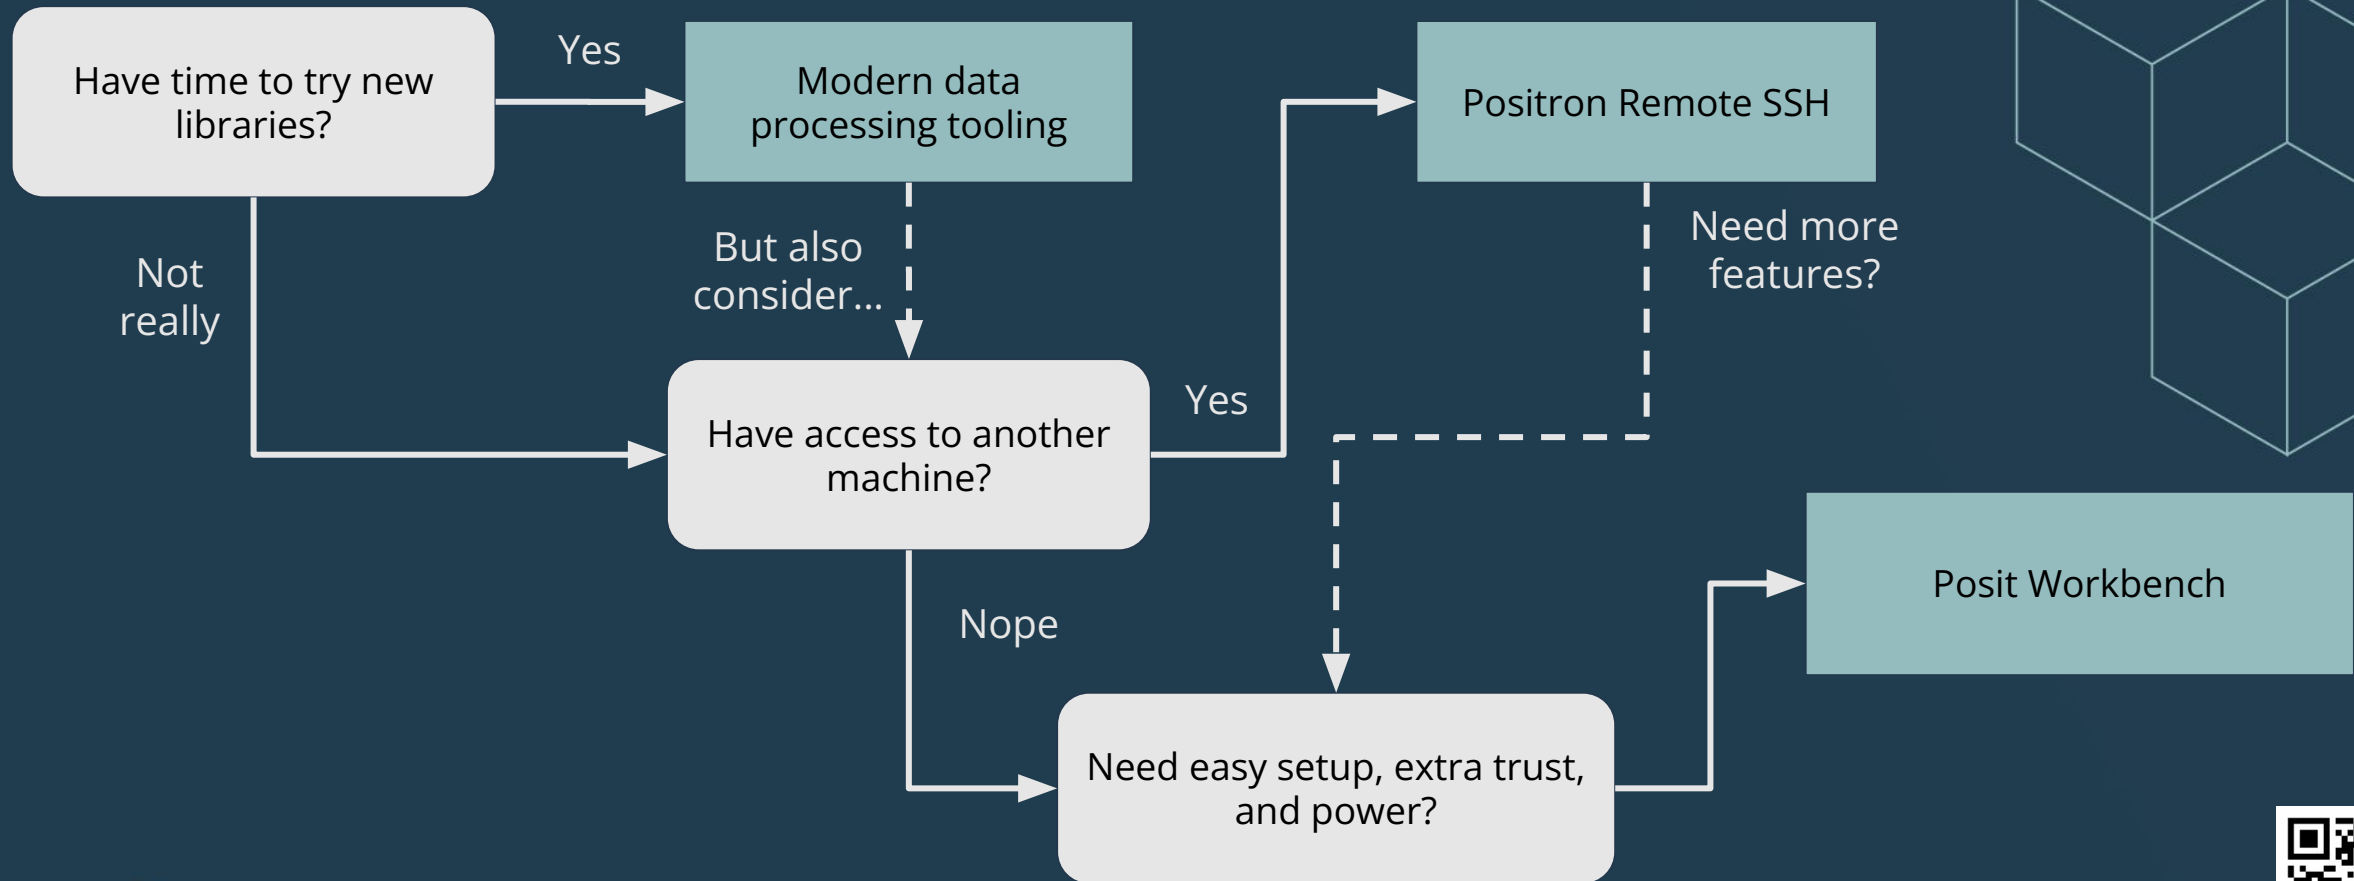 Have time to try new
libraries?
Yes
Modern data
processing tooling
Positron Remote SSH
Not
really
But also
consider...
Need more
features?
Have access to another
machine?
Yes
Nope
Posit Workbench
Need easy setup, extra trust,
and power?